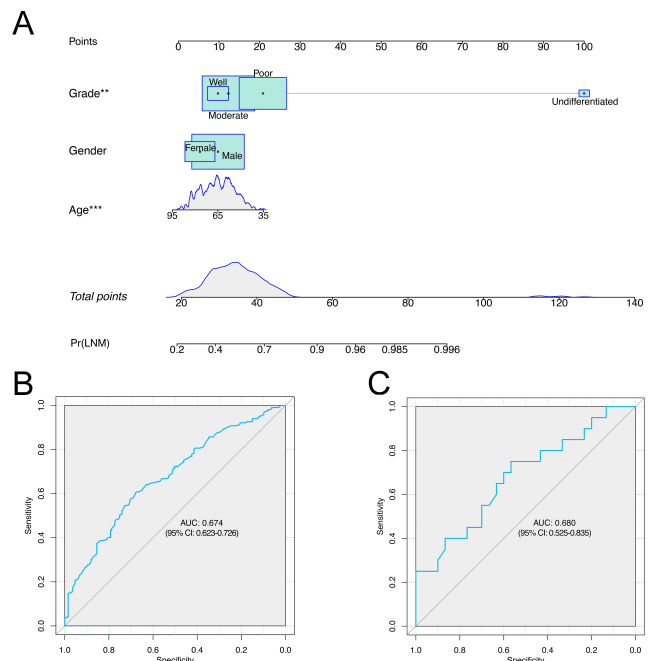 A
Points
0 10 20 30 40 50 60 70 80 90 100
Poor
Well
Grade**
Undifferentiated
Moderate
Gender
Female
Male
Age***
95 65 35
Total points
20 40 60 80 100 120 140
Pr(LNM)
0.2 0.4 0.7 0.9 0.96 0.985 0.996
B
Sensitivity
0.0 0.2 0.4 0.6 0.8 1.0
AUC: 0.674
(95% CI: 0.623-0.726)
1.0 0.8 0.6 0.4 0.2 0.0
Specificity
C
Sensitivity
0.0 0.2 0.4 0.6 0.8 1.0
AUC: 0.680
(95% CI: 0.525-0.835)
1.0 0.8 0.6 0.4 0.2 0.0
Specificity